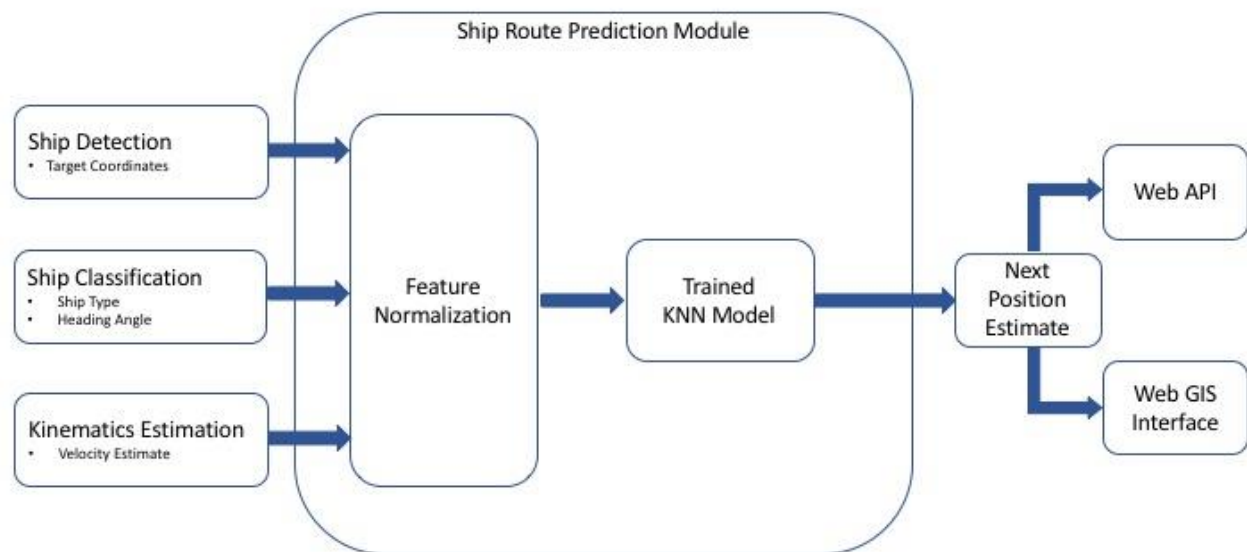 Ship Route Prediction Module
Ship Detection
• Target Coordinates
Ship Classification
• Ship Type
• Heading Angle
Kinematics Estimation
• Velocity Estimate
Feature
Normalization
Trained
KNN Model
Next
Position
Estimate
Web API
Web GIS
Interface